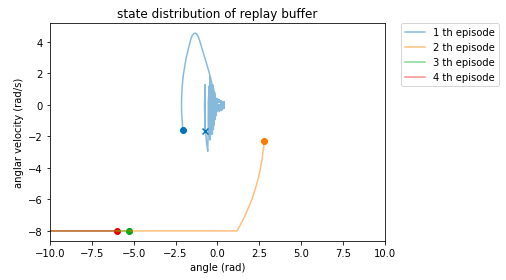 state distribution of replay buffer
1 th episode
2 th episode
3 th episode
4 th episode
anglar velocity (rad/s)
4
2
0
−2
−4
−6
−8
−10.0 −7.5 −5.0 −2.5 0.0 2.5 5.0 7.5 10.0
angle (rad)